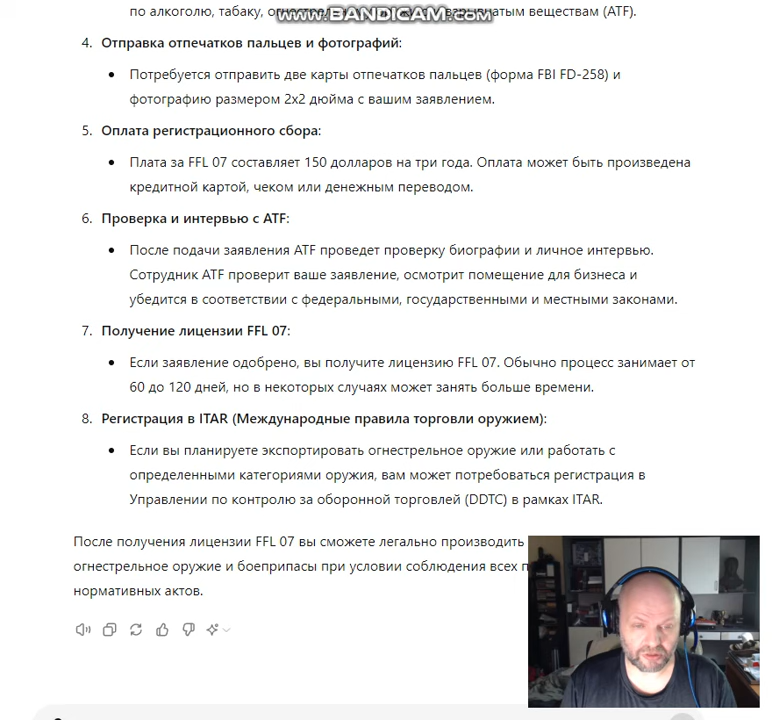 www.BANDICAM.com
по алкоголю, табаку, веществам (ATF).
4. Отправка отпечатков пальцев и фотографий:
Потребуется отправить две карты отпечатков пальцев (форма FBI FD-258) и
фотографию размером 2x2 дюйма с вашим заявлением.
5. Оплата регистрационного сбора:
Плата за FFL 07 составляет 150 долларов на три года. Оплата может быть произведена
кредитной картой, чеком или денежным переводом.
6. Проверка и интервью с ATF:
После подачи заявления ATF проведет проверку биографии и личное интервью.
Сотрудник ATF проверит ваше заявление, осмотрит помещение для бизнеса и
убедится в соответствии с федеральными, государственными и местными законами.
7. Получение лицензии FFL 07:
Если заявление одобрено, вы получите лицензию FFL 07. Обычно процесс занимает от
60 до 120 дней, но в некоторых случаях может занять больше времени.
8. Регистрация в ITAR (Международные правила торговли оружием):
Если вы планируете экспортировать огнестрельное оружие или работать с
определенными категориями оружия, вам может потребоваться регистрация в
Управлении по контролю за оборонной торговлей (DDTC) в рамках ITAR.
После получения лицензии FFL 07 вы сможете легально производить
огнестрельное оружие и боеприпасы при условии соблюдения всех
нормативных актов.